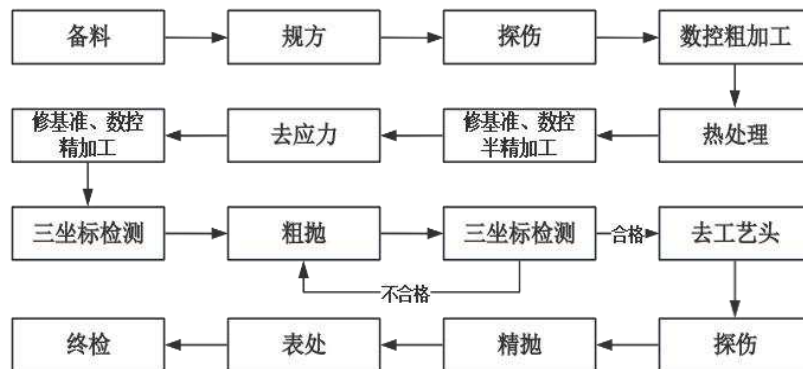 备料
规方
探伤
数控粗加工
热处理
修基准、数控
半精加工
去应力
修基准、数控
精加工
三坐标检测
粗抛
三坐标检测
合格
不合格
去工艺头
探伤
精抛
表处
终检